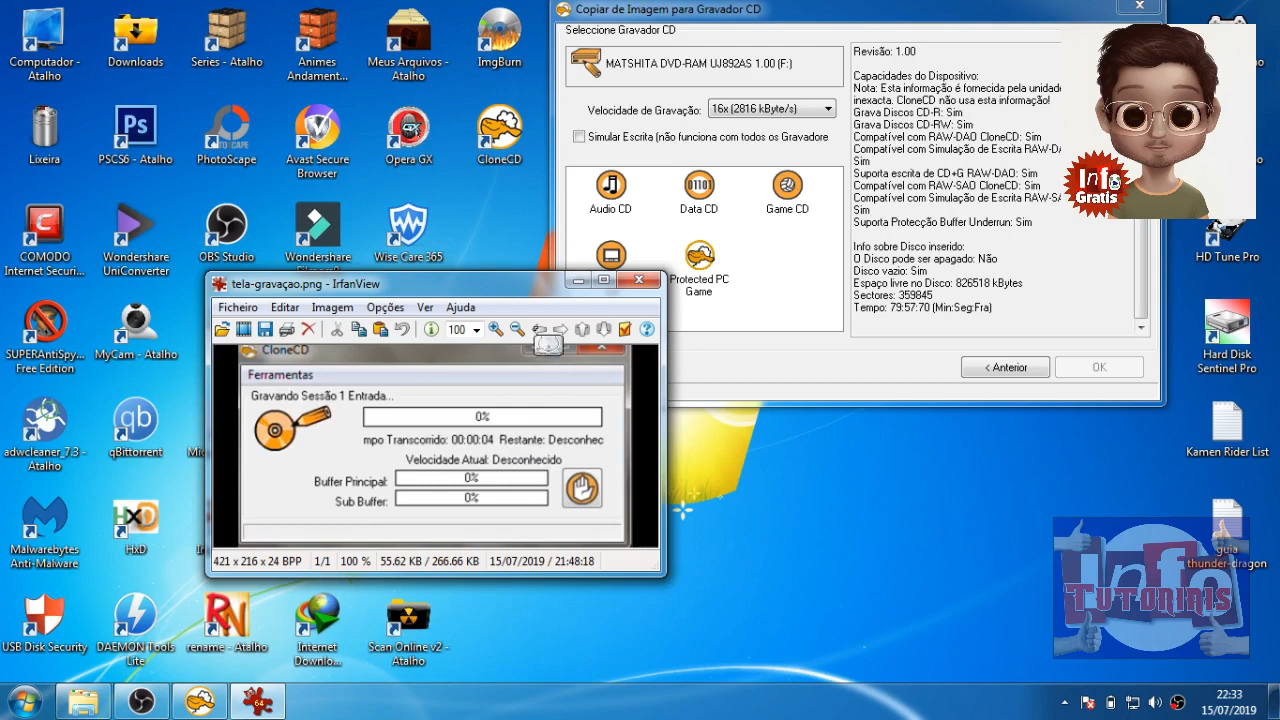 Computador - Atalho
Downloads
Series - Atalho
Animes Andament...
Meus Arquivos - Atalho
ImgBurn
Lixeira
PSCS6 - Atalho
PhotoScape
Avast Secure Browser
Opera GX
CloneCD
COMODO Internet Securi...
Wondershare UniConverter
OBS Studio
Wondershare
Wise Care 365
SUPERAntiSpy... Free Edition
MyCam - Atalho
adwcleaner_7.3 - Atalho
qBittorrent
Malwarebytes Anti-Malware
HxD
USB Disk Security
DAEMON Tools Lite
rename - Atalho
Internet Downlo...
Scan Online v2 - Atalho
Copiar de Imagem para Gravador CD
Seleccione Gravador CD
MATSHITA DVD-RAM UJ892AS 1.00 (F:)
Velocidade de Gravação: 16x (2816 kByte/s)
Simular Escrita (não funciona com todos os Gravadore
Audio CD
Data CD
Game CD
Protected PC Game
Revisão: 1.00
Capacidades do Dispositivo:
Nota: Esta informação é fornecida pela unidade
inexacta. CloneCD não usa esta informação!
Grava Discos CD-R: Sim
Grava Discos CD-RW: Sim
Compatível com RAW-DAO CloneCD: Sim
Compatível com Simulação de Escrita RAW-DA
Sim
Suporta escrita de CD+G RAW-DAO: Sim
Compatível com RAW-SAO CloneCD: Sim
Compatível com Simulação de Escrita RAW-SA
Sim
Suporta Protecção Buffer Underrun: Sim
Info sobre Disco inserido:
O Disco pode ser apagado: Não
Disco vazio: Sim
Espaço livre no Disco: 826518 kBytes
Sectores: 359845
Tempo: 79:57:70 (Min:Seg:Fra)
< Anterior
OK
tela-gravaçao.png - IrfanView
Ficheiro Editar Imagem Opções Ver Ajuda
100
CloneCD
Ferramentas
Gravando Sessão 1 Entrada...
0%
mpo Transcorrido: 00:00:04 Restante: Desconhec
Velocidade Atual: Desconhecido
Buffer Principal: 0%
Sub Buffer: 0%
421 x 216 x 24 BPP 1/1 100 % 55.62 KB / 266.66 KB 15/07/2019 / 21:48:18
Info
Gratis
HD Tune Pro
Hard Disk Sentinel Pro
Kamen Rider List
guia thunder-dragon
Info
Tutoriais
22:33
15/07/2019